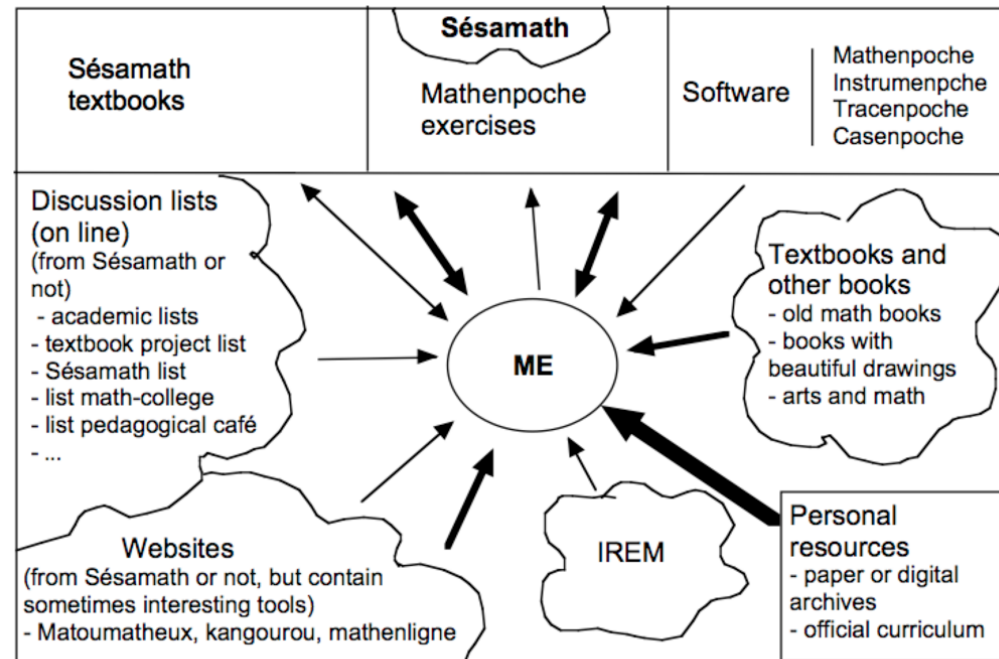 Sésamath
textbooks
Sésamath
Mathenpoche
exercises
Software
Mathenpoche
Instrumenpche
Tracenpoche
Casenpoche
Discussion lists
(on line)
(from Sésamath or
not)
- academic lists
- textbook project list
- Sésamath list
- list math-college
- list pedagogical café
- ...
ME
Textbooks and
other books
- old math books
- books with
beautiful drawings
- arts and math
Websites
(from Sésamath or not, but contain
sometimes interesting tools)
- Matoumatheux, kangourou, mathenligne
IREM
Personal
resources
- paper or digital
archives
- official curriculum